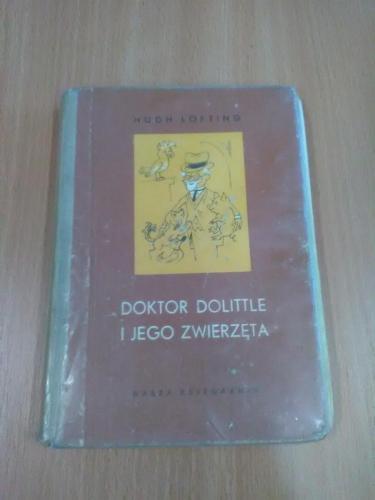 HUGH LOFTING
DOKTOR DOLITTLE
I JEGO ZWIERZĘTA
NASZA KSIĘGARNIA